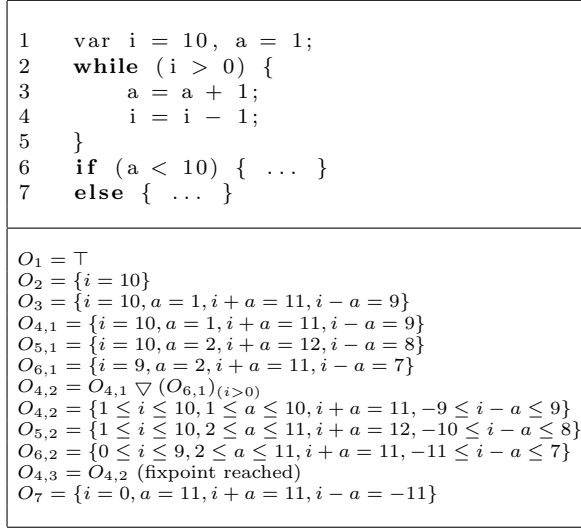 1 var i = 10, a = 1;
2 while (i > 0) {
3 a = a + 1;
4 i = i − 1;
5 }
6 if (a < 10) { ... }
7 else { ... }
O₁ = ⊤
O₂ = {i = 10}
O₃ = {i = 10, a = 1, i + a = 11, i − a = 9}
O₄,₁ = {i = 10, a = 1, i + a = 11, i − a = 9}
O₅,₁ = {i = 10, a = 2, i + a = 12, i − a = 8}
O₆,₁ = {i = 9, a = 2, i + a = 11, i − a = 7}
O₄,₂ = O₄,₁ ▽ (O₆,₁)₍ᵢ>₀₎
O₄,₂ = {1 ≤ i ≤ 10, 1 ≤ a ≤ 10, i + a = 11, −9 ≤ i − a ≤ 9}
O₅,₂ = {1 ≤ i ≤ 10, 2 ≤ a ≤ 11, i + a = 12, −10 ≤ i − a ≤ 8}
O₆,₂ = {0 ≤ i ≤ 9, 2 ≤ a ≤ 11, i + a = 11, −11 ≤ i − a ≤ 7}
O₄,₃ = O₄,₂ (fixpoint reached)
O₇ = {i = 0, a = 11, i + a = 11, i − a = −11}